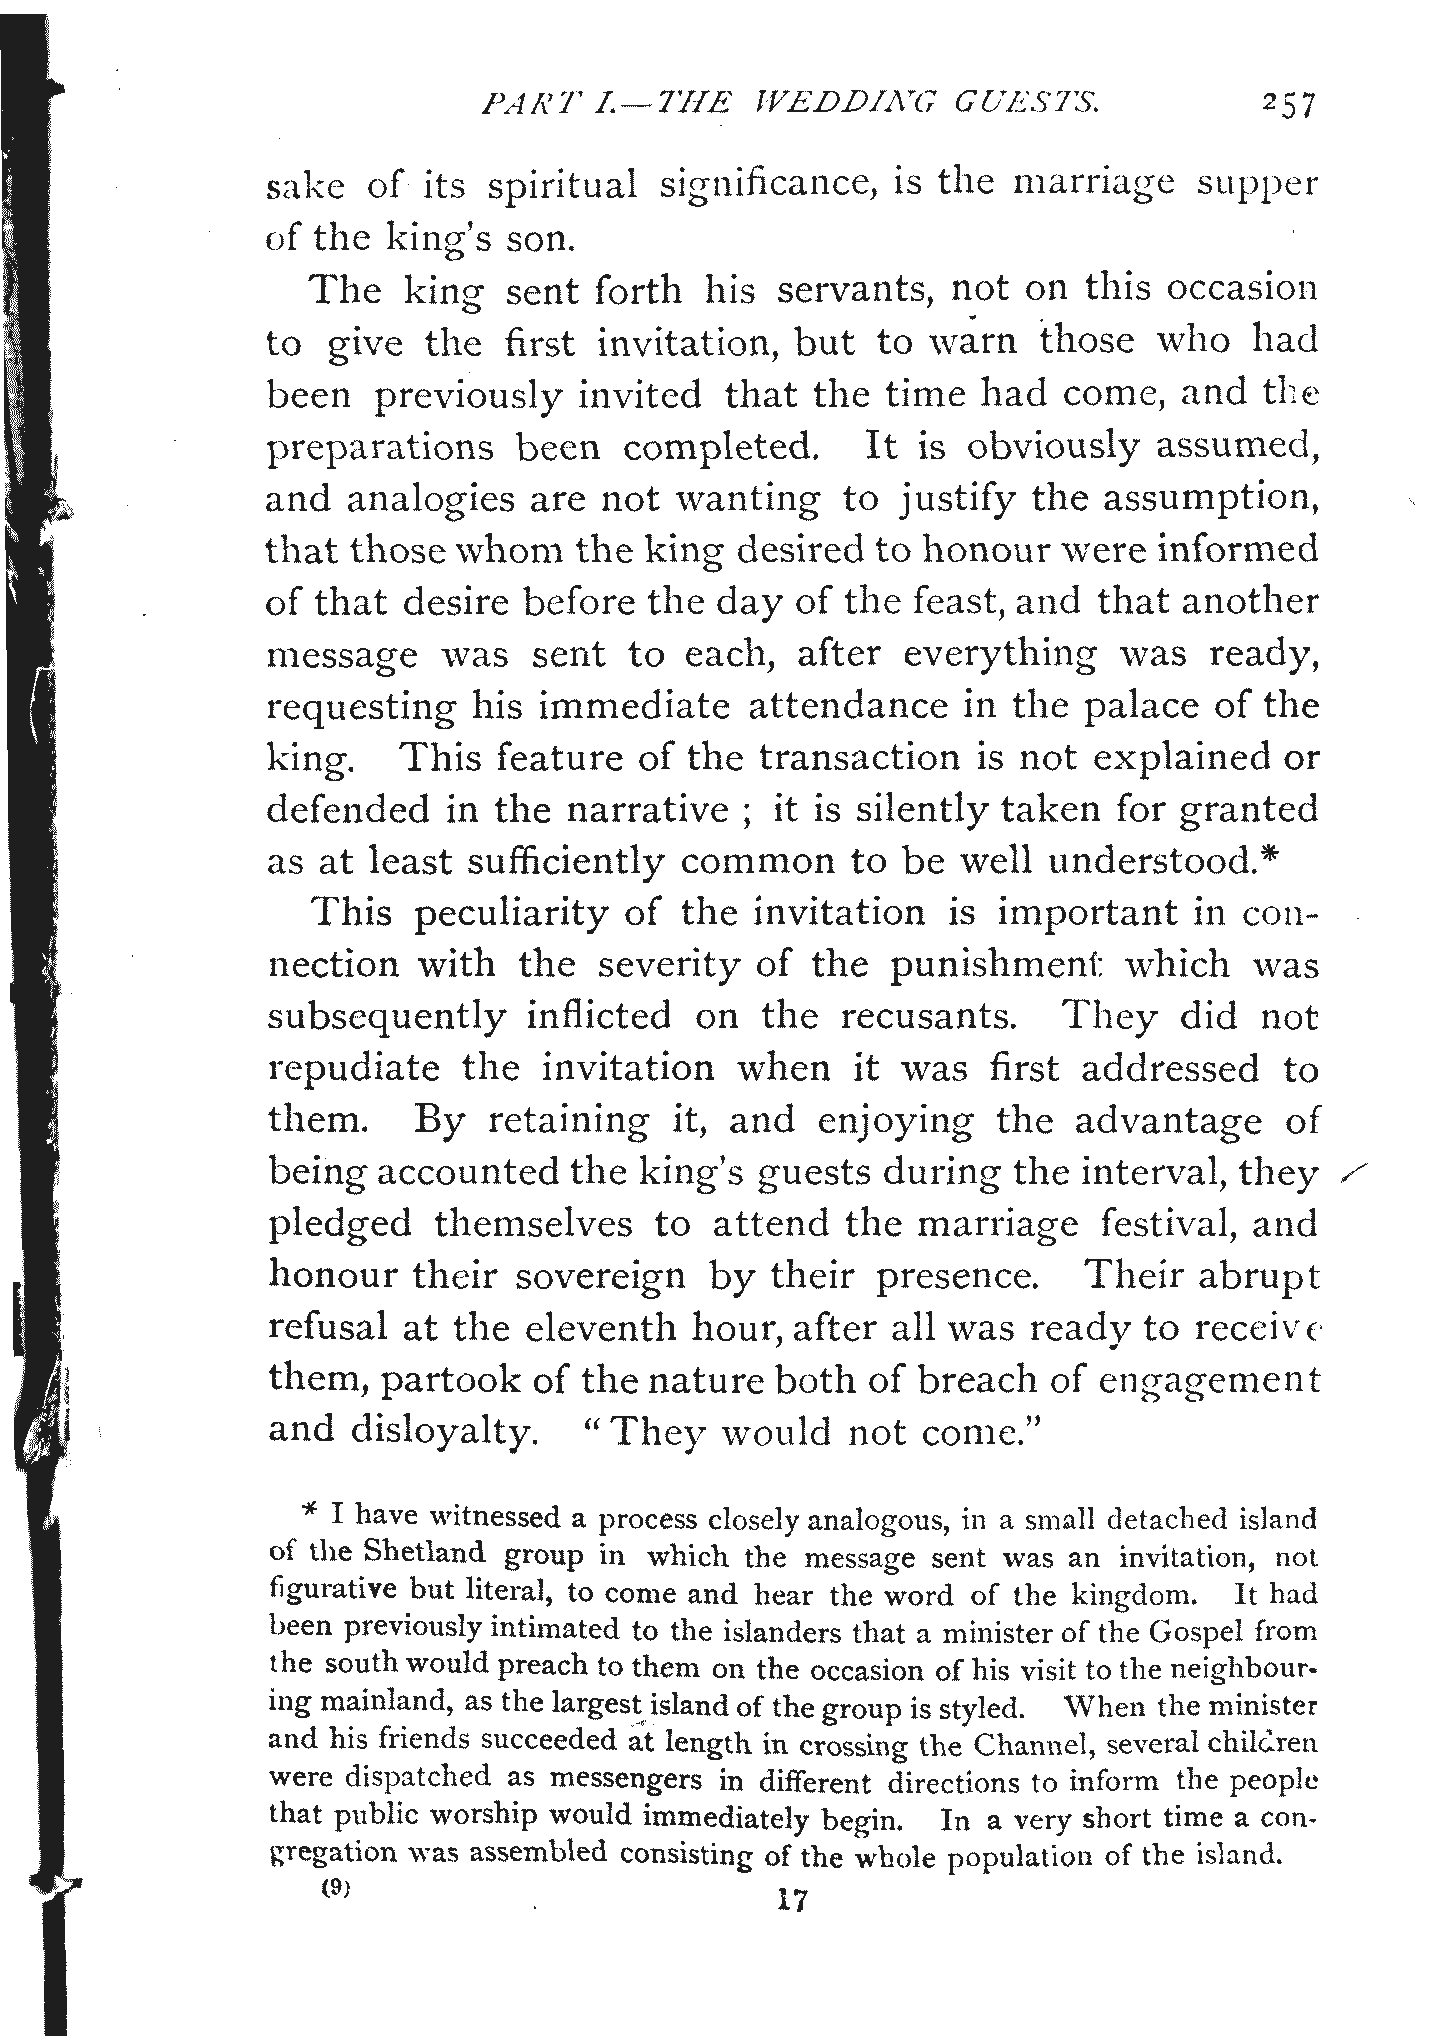 PART I.—THE WEDDING GUESTS. 257
sake of its spiritual significance, is the marriage supper
of the king's son.
The king sent forth his servants, not on this occasion
to give the first invitation, but to warn those who had
been previously invited that the time had come, and the
preparations been completed. It is obviously assumed,
and analogies are not wanting to justify the assumption,
that those whom the king desired to honour were informed
of that desire before the day of the feast, and that another
message was sent to each, after everything was ready,
requesting his immediate attendance in the palace of the
king. This feature of the transaction is not explained or
defended in the narrative ; it is silently taken for granted
as at least sufficiently common to be well understood.*
This peculiarity of the invitation is important in con-
nection with the severity of the punishment which was
subsequently inflicted on the recusants. They did not
repudiate the invitation when it was first addressed to
them. By retaining it, and enjoying the advantage of
being accounted the king's guests during the interval, they
pledged themselves to attend the marriage festival, and
honour their sovereign by their presence. Their abrupt
refusal at the eleventh hour, after all was ready to receive
them, partook of the nature both of breach of engagement
and disloyalty. “They would not come.”
* I have witnessed a process closely analogous, in a small detached island
of the Shetland group in which the message sent was an invitation, not
figurative but literal, to come and hear the word of the kingdom. It had
been previously intimated to the islanders that a minister of the Gospel from
the south would preach to them on the occasion of his visit to the neighbour-
ing mainland, as the largest island of the group is styled. When the minister
and his friends succeeded at length in crossing the Channel, several children
were dispatched as messengers in different directions to inform the people
that public worship would immediately begin. In a very short time a con-
gregation was assembled consisting of the whole population of the island.
(9) 17